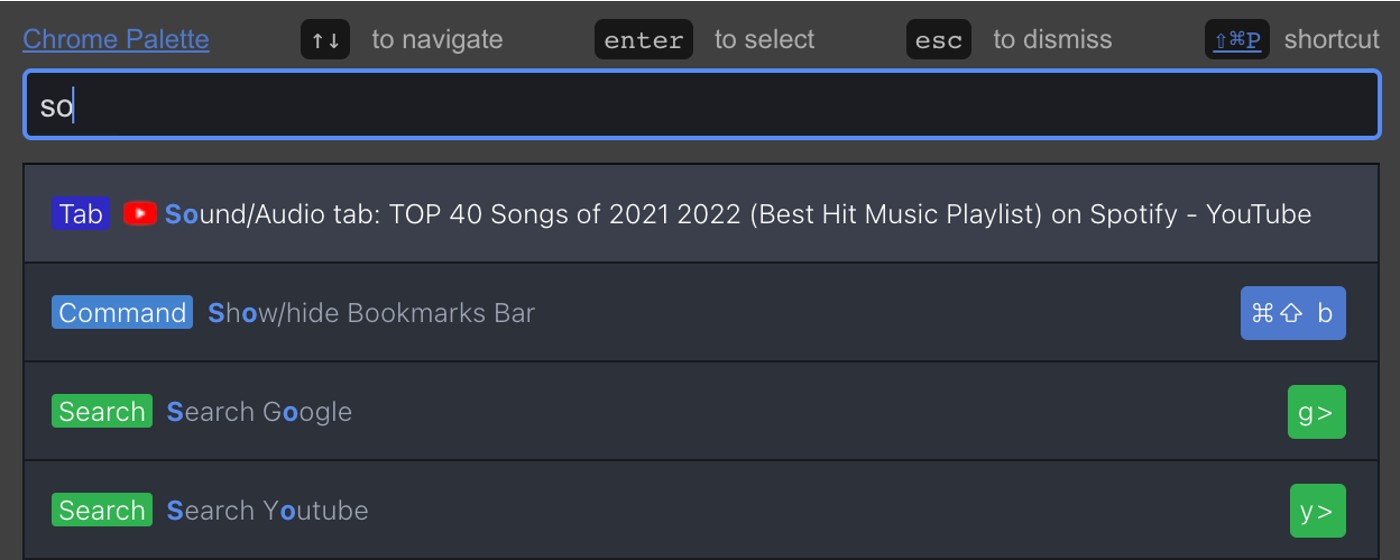 Chrome Palette ↑↓ to navigate enter to select esc to dismiss ⇧⌘P shortcut
so
Tab Sound/Audio tab: TOP 40 Songs of 2021 2022 (Best Hit Music Playlist) on Spotify - YouTube
Command Show/hide Bookmarks Bar ⌘⇧ b
Search Search Google g>
Search Search Youtube y>